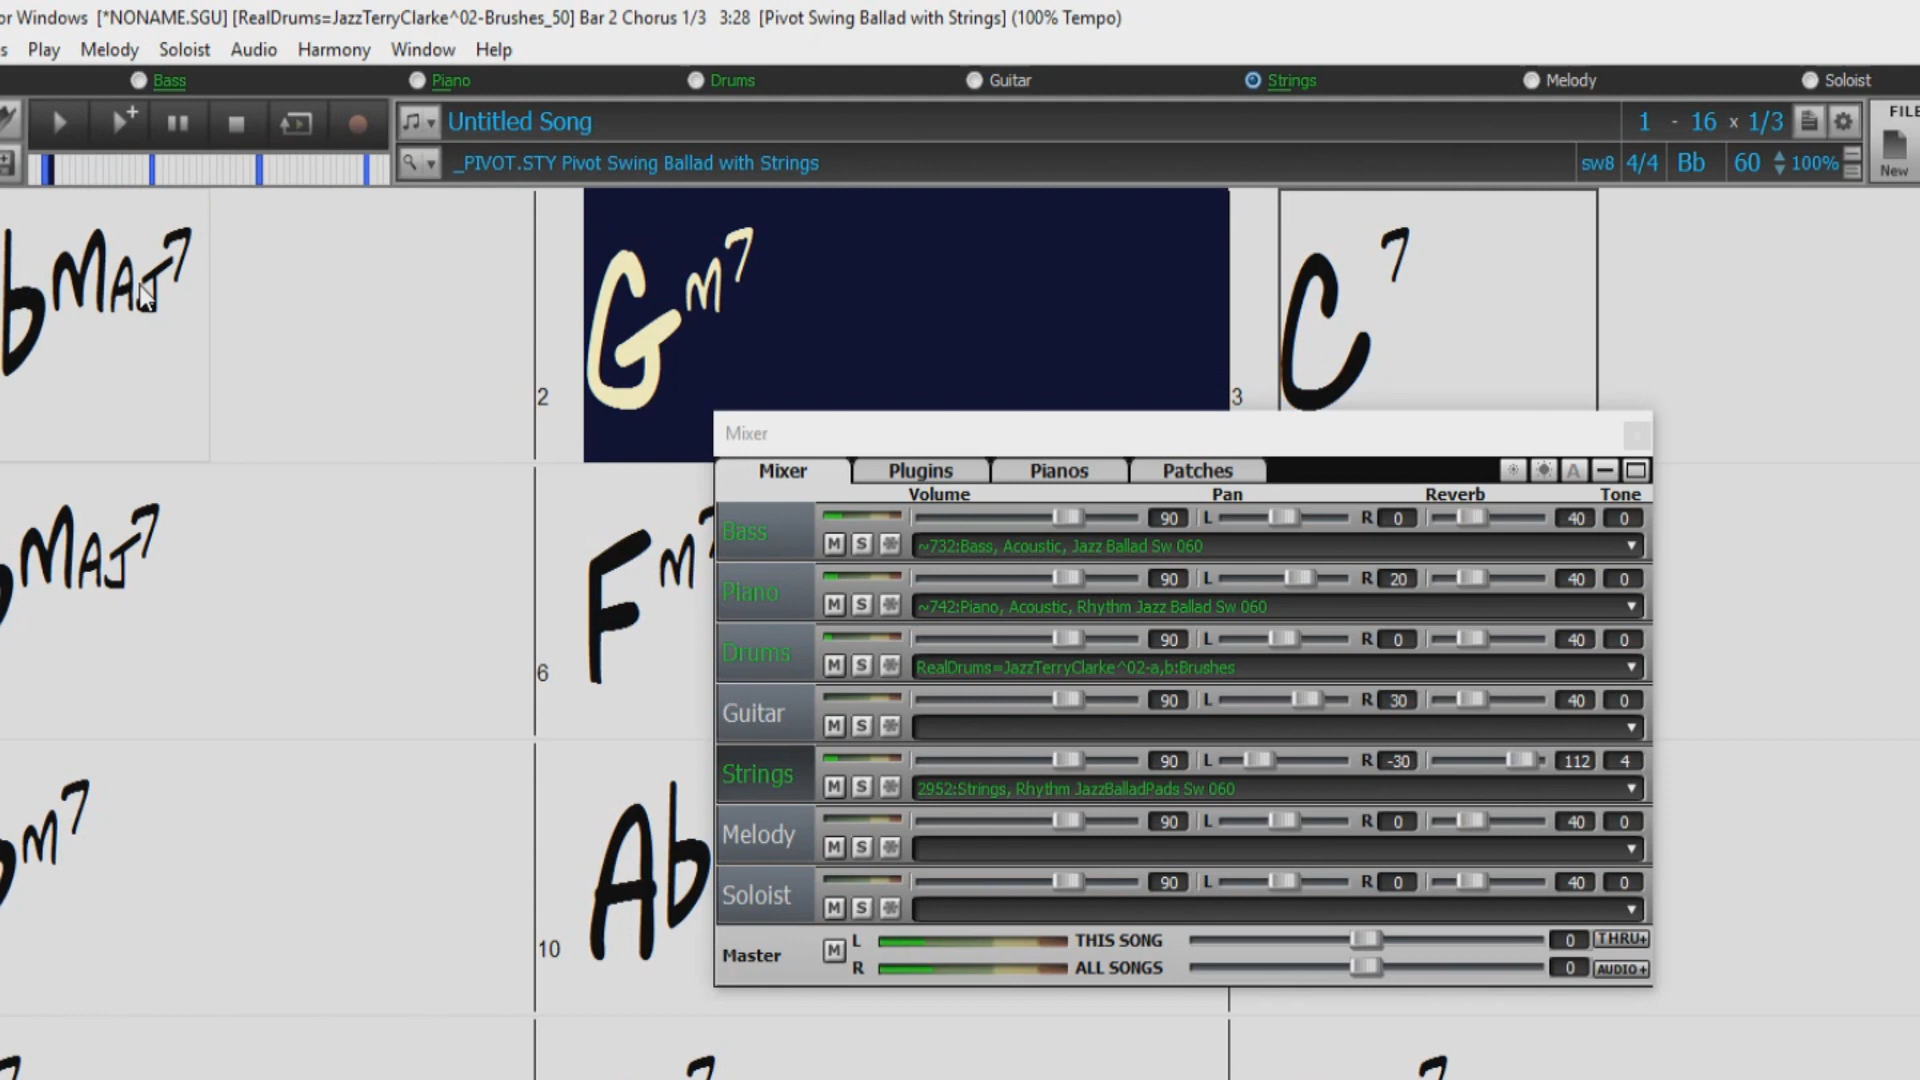 or Windows [*NONAME.SGU] [RealDrums=JazzTerryClarke^02-Brushes_50] Bar 2 Chorus 1/3 3:28 [Pivot Swing Ballad with Strings] (100% Tempo)
s Play Melody Soloist Audio Harmony Window Help
Bass Piano Drums Guitar Strings Melody Soloist
Untitled Song 1 - 16 x 1/3 FILE
_PIVOT.STY Pivot Swing Ballad with Strings sw8 4/4 Bb 60 100% New
bMAJ7 2 Gm7 3 C7
Mixer
Mixer Plugins Pianos Patches A
Volume Pan Reverb Tone
Bass 90 L R 0 40 0
M S ~732:Bass, Acoustic, Jazz Ballad Sw 060
Piano 90 L R 20 40 0
M S ~742:Piano, Acoustic, Rhythm Jazz Ballad Sw 060
Drums 90 L R 0 40 0
M S RealDrums=JazzTerryClarke^02-a,b:Brushes
Guitar 90 L R 30 40 0
M S
Strings 90 L R -30 112 4
M S 2952:Strings, Rhythm JazzBalladPads Sw 060
Melody 90 L R 0 40 0
M S
Soloist 90 L R 0 40 0
M S
Master M L THIS SONG 0 THRU+
R ALL SONGS 0 AUDIO+
MAJ7 6 Fm7
m7 10 Ab
7 7 7